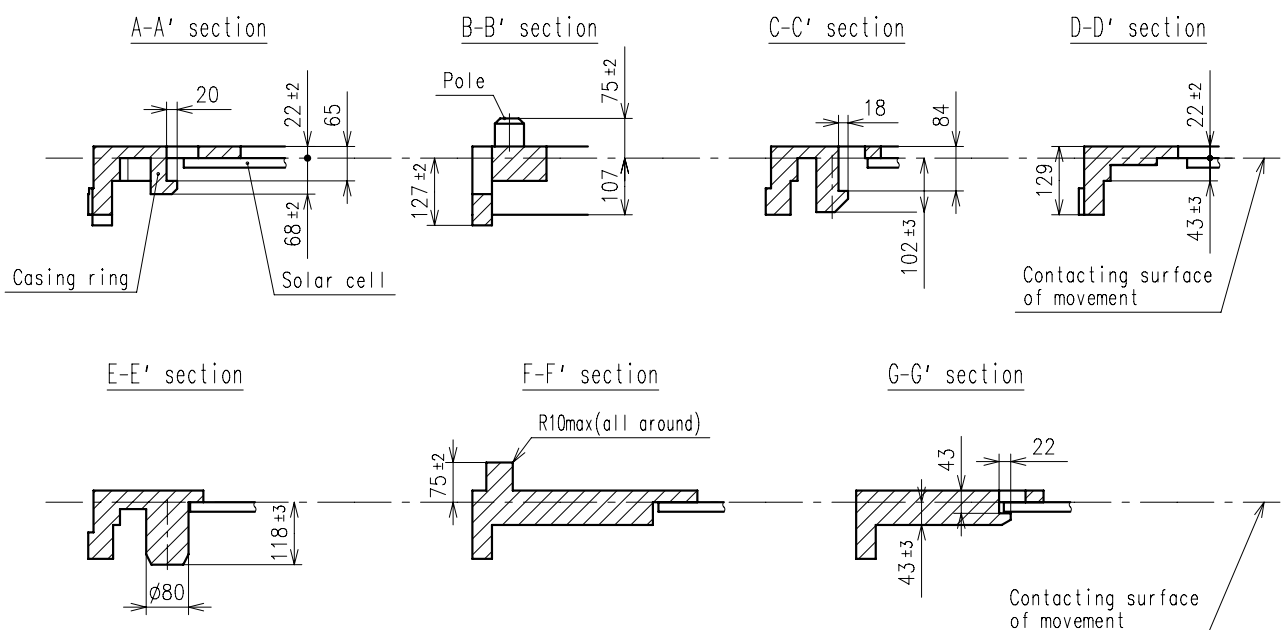 A-A' section
B-B' section
C-C' section
D-D' section
20
22±2
65
68±2
Casing ring
Solar cell
Pole
75±2
127±2
107
18
84
102±3
22±2
129
43±3
Contacting surface
of movement
E-E' section
F-F' section
G-G' section
118±3
ø80
R10max(all around)
75±2
43
22
43±3
Contacting surface
of movement